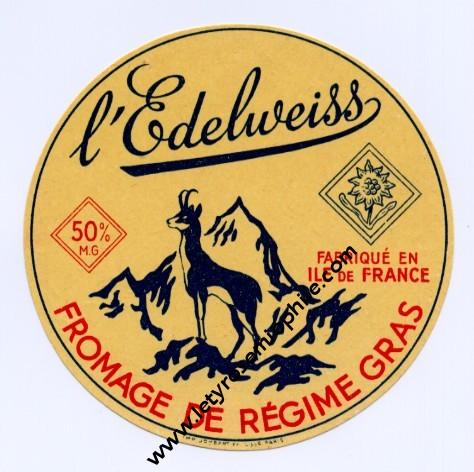 l'Edelweiss
50%
M.G
FABRIQUÉ EN
ILE DE FRANCE
FROMAGE DE RÉGIME GRAS
www.letyrosemiophile.com